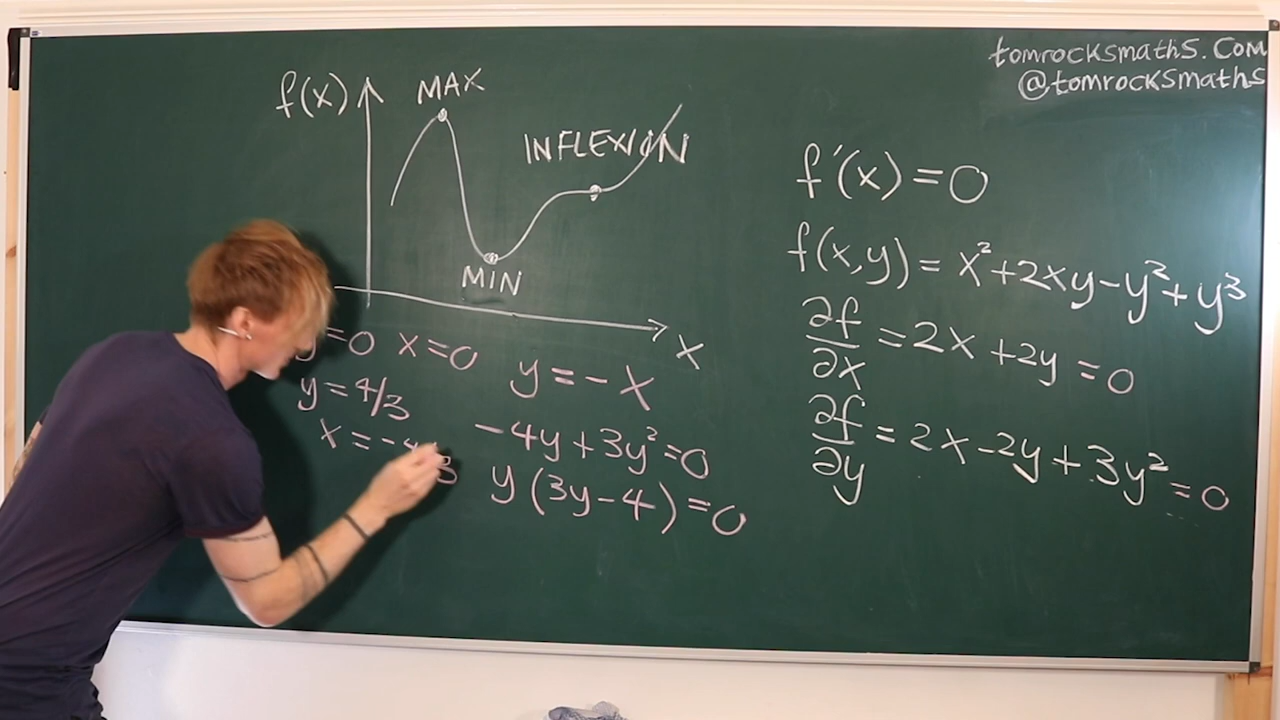 tomrocksmaths.com
@tomrocksmaths
f(x)
MAX
INFLEXION
MIN
x
f'(x)=0
f(x,y)=x²+2xy-y²+y³
∂f/∂x=2x+2y=0
∂f/∂y=2x-2y+3y²=0
y=0 x=0
y=4/3
x=-4/3
y=-x
-4y+3y²=0
y(3y-4)=0